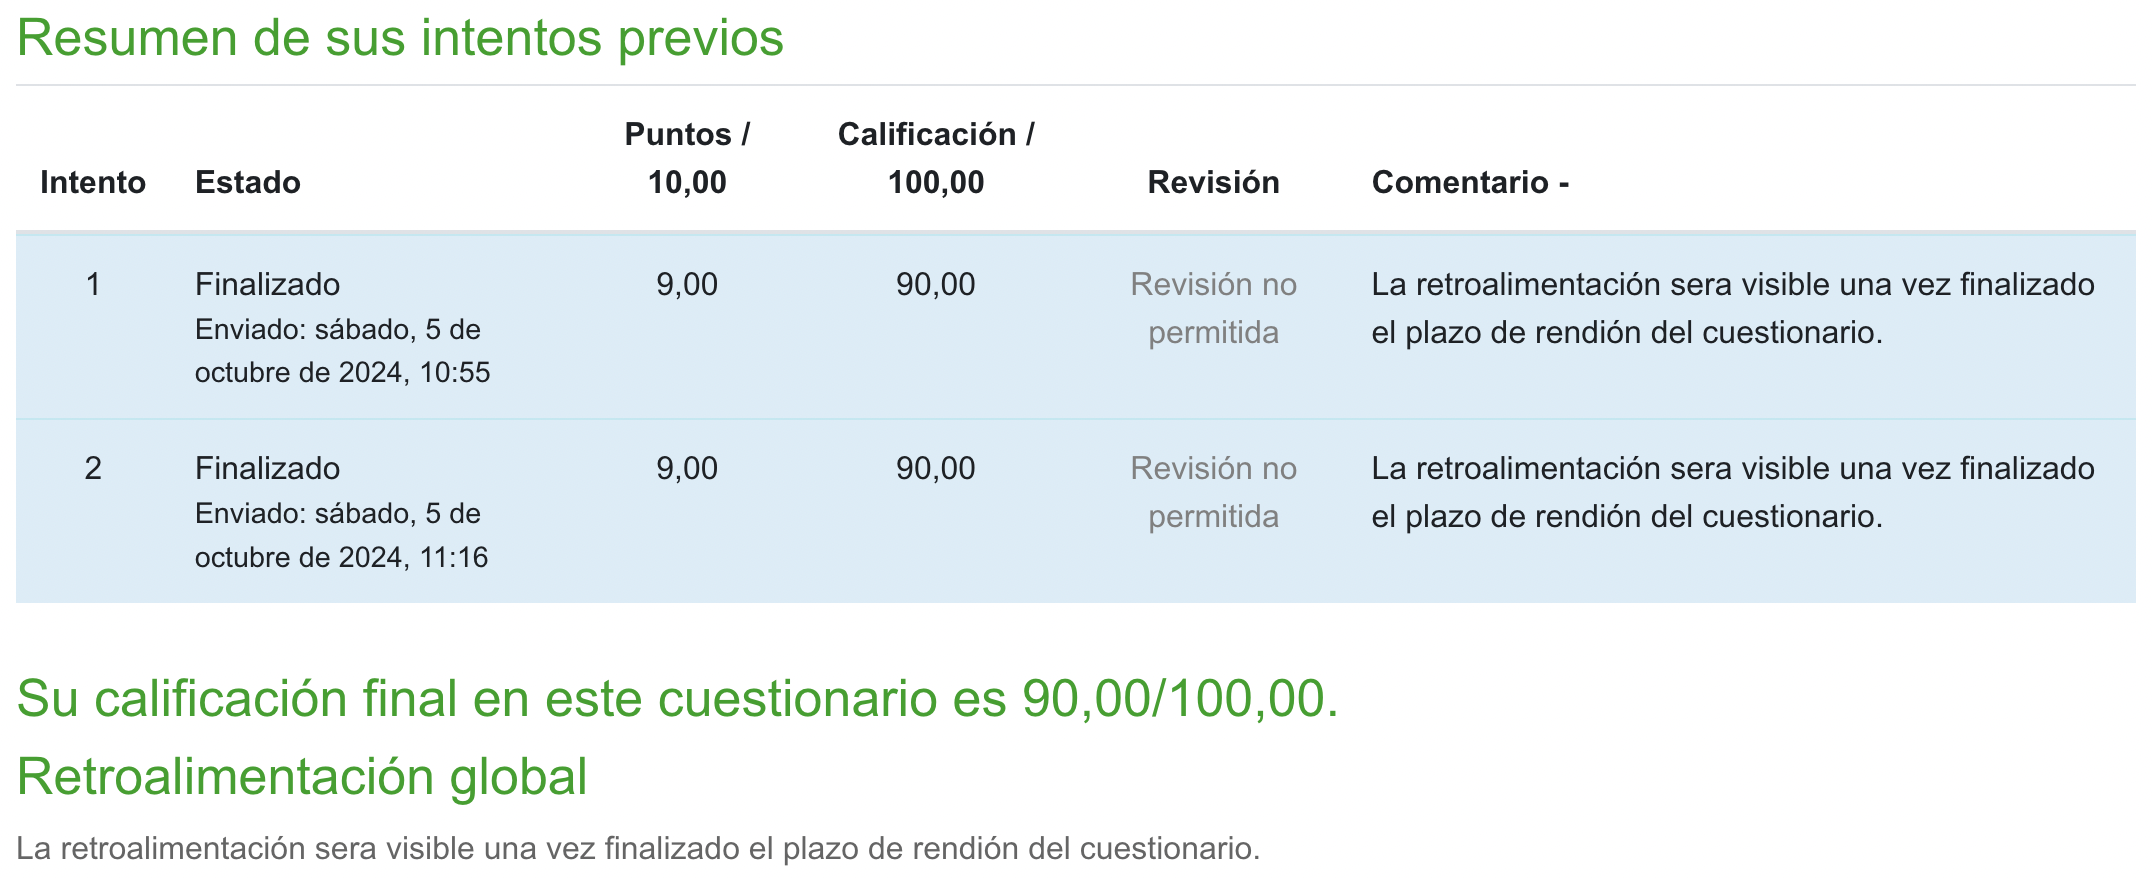 Resumen de sus intentos previos
Puntos / Calificación /
Intento Estado 10,00 100,00 Revisión Comentario -
1 Finalizado 9,00 90,00 Revisión no La retroalimentación sera visible una vez finalizado
Enviado: sábado, 5 de permitida el plazo de rendión del cuestionario.
octubre de 2024, 10:55
2 Finalizado 9,00 90,00 Revisión no La retroalimentación sera visible una vez finalizado
Enviado: sábado, 5 de permitida el plazo de rendión del cuestionario.
octubre de 2024, 11:16
Su calificación final en este cuestionario es 90,00/100,00.
Retroalimentación global
La retroalimentación sera visible una vez finalizado el plazo de rendión del cuestionario.